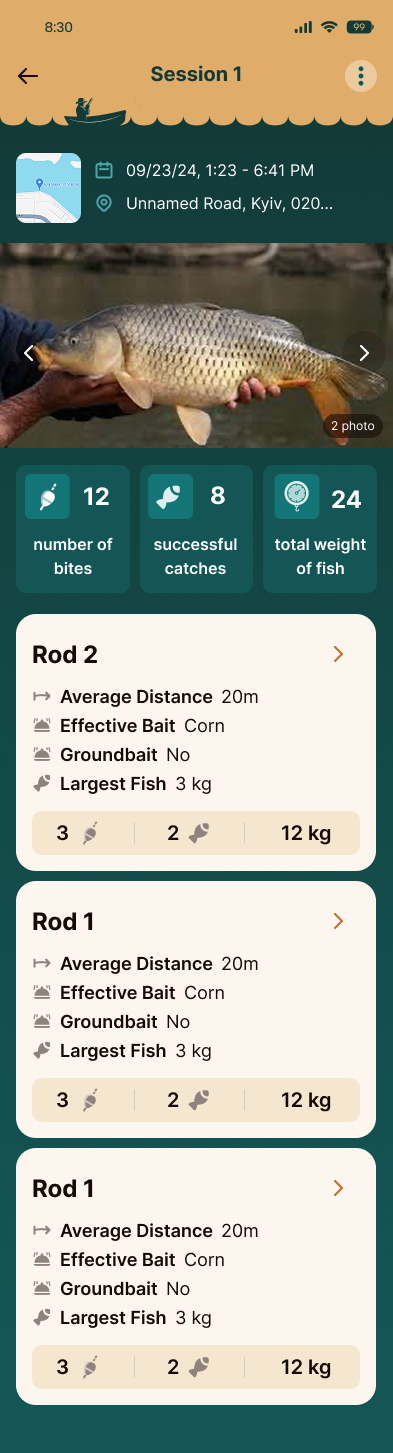 8:30
99
Session 1
09/23/24, 1:23 - 6:41 PM
Unnamed Road, Kyiv, 020...
2 photo
12
8
24
number of bites
successful catches
total weight of fish
Rod 2
Average Distance 20m
Effective Bait Corn
Groundbait No
Largest Fish 3 kg
3 2 12 kg
Rod 1
Average Distance 20m
Effective Bait Corn
Groundbait No
Largest Fish 3 kg
3 2 12 kg
Rod 1
Average Distance 20m
Effective Bait Corn
Groundbait No
Largest Fish 3 kg
3 2 12 kg